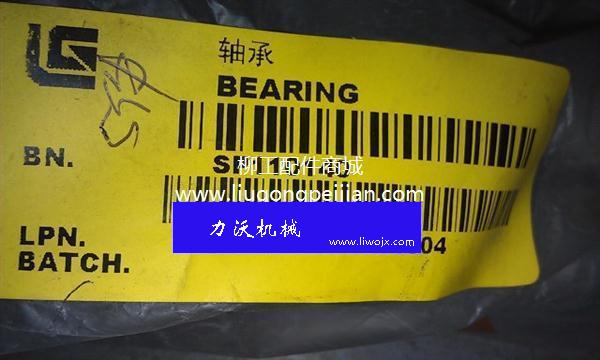 轴承
BEARING
BN.
柳工配件商城
www.liugongpeijian.com
LPN.
力沃机械
www.liwojx.com
04
BATCH.